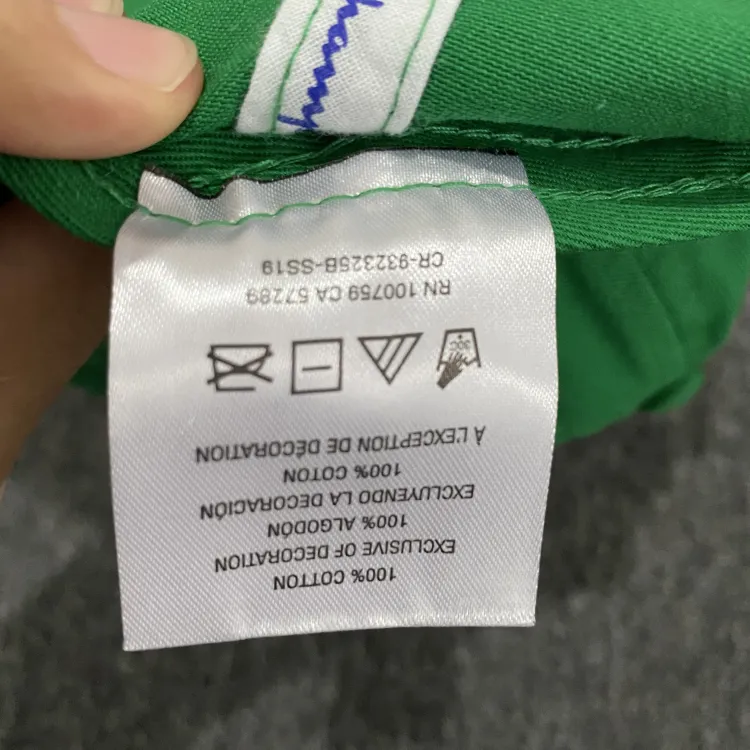 Champ
100% COTTON
EXCLUSIVE OF DECORATION
100% ALGODÓN
EXCLUYENDO LA DECORACIÓN
100% COTON
À L'EXCEPTION DE DÉCORATION
30C
RN 100759 CA 57289
CR-932325B-SS19